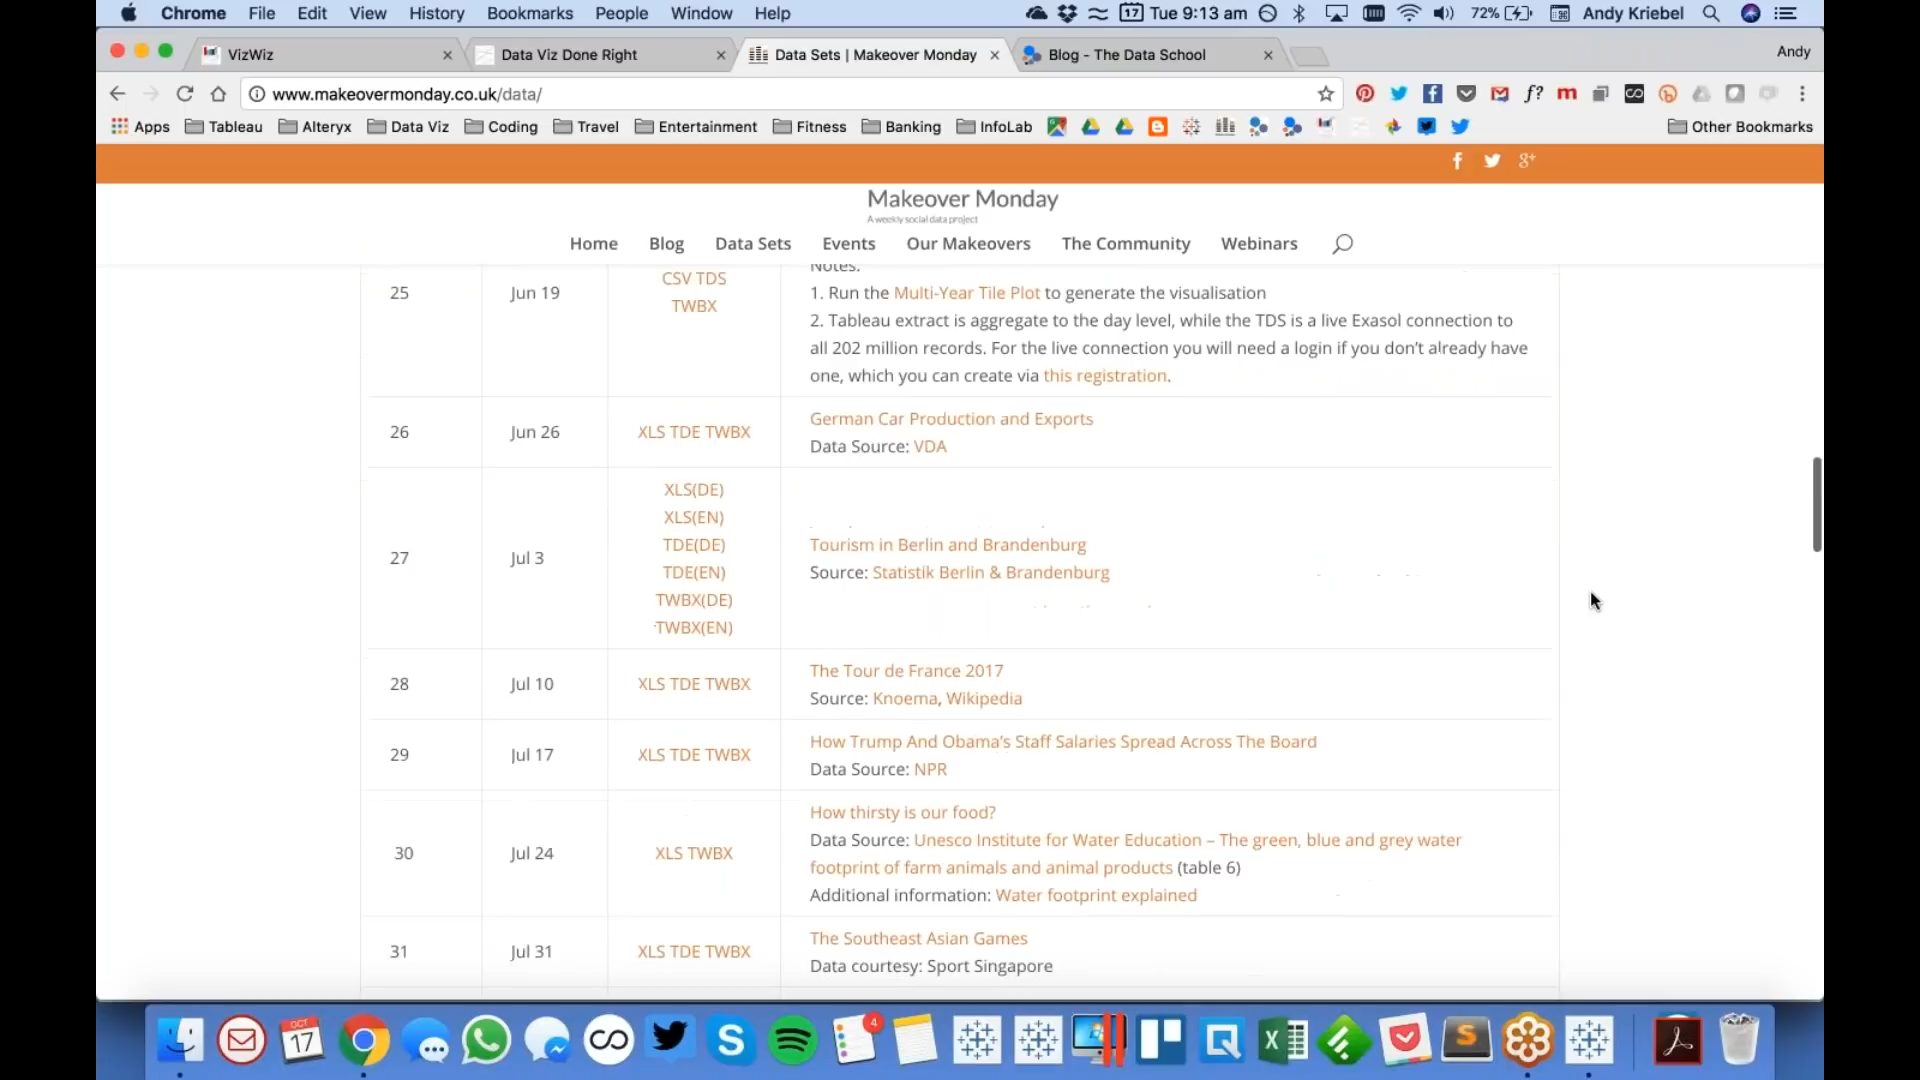 Chrome File Edit View History Bookmarks People Window Help
17 Tue 9:13 am 72% Andy Kriebel
VizWiz
Data Viz Done Right
Data Sets | Makeover Monday
Blog - The Data School
Andy
www.makeovermonday.co.uk/data/
f?
m
Apps Tableau Alteryx Data Viz Coding Travel Entertainment Fitness Banking InfoLab Other Bookmarks
Makeover Monday
A weekly social data project
Home Blog Data Sets Events Our Makeovers The Community Webinars
Notes:
25 Jun 19 CSV TDS
TWBX
1. Run the Multi-Year Tile Plot to generate the visualisation
2. Tableau extract is aggregate to the day level, while the TDS is a live Exasol connection to
all 202 million records. For the live connection you will need a login if you don't already have
one, which you can create via this registration.
26 Jun 26 XLS TDE TWBX
German Car Production and Exports
Data Source: VDA
27 Jul 3
XLS(DE)
XLS(EN)
TDE(DE)
TDE(EN)
TWBX(DE)
TWBX(EN)
Tourism in Berlin and Brandenburg
Source: Statistik Berlin & Brandenburg
28 Jul 10 XLS TDE TWBX
The Tour de France 2017
Source: Knoema, Wikipedia
29 Jul 17 XLS TDE TWBX
How Trump And Obama's Staff Salaries Spread Across The Board
Data Source: NPR
30 Jul 24 XLS TWBX
How thirsty is our food?
Data Source: Unesco Institute for Water Education – The green, blue and grey water
footprint of farm animals and animal products (table 6)
Additional information: Water footprint explained
31 Jul 31 XLS TDE TWBX
The Southeast Asian Games
Data courtesy: Sport Singapore
OCT
17
4